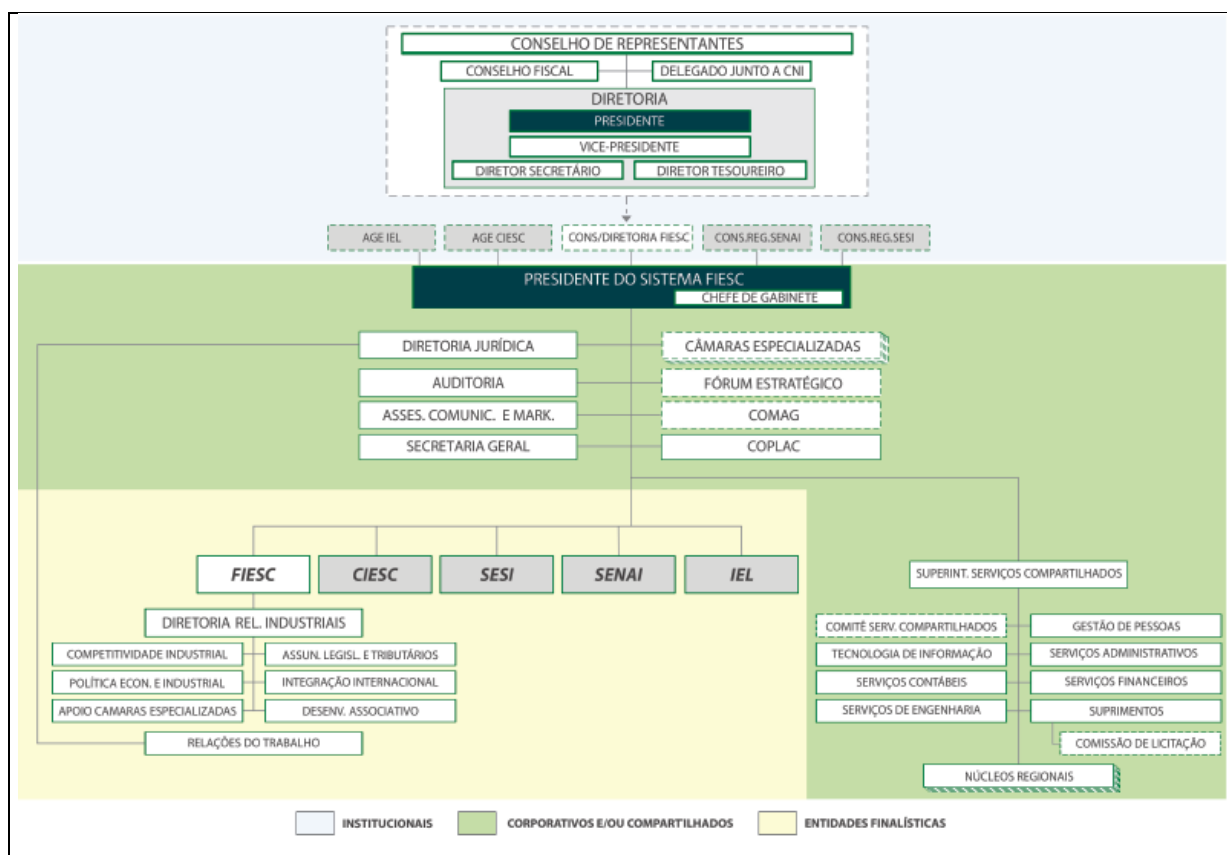 CONSELHO DE REPRESENTANTES
CONSELHO FISCAL
DELEGADO JUNTO A CNI
DIRETORIA
PRESIDENTE
VICE-PRESIDENTE
DIRETOR SECRETÁRIO
DIRETOR TESOUREIRO
AGE IEL
AGE CIESC
CONS/DIRETORIA FIESC
CONS.REG.SENAI
CONS.REG.SESI
PRESIDENTE DO SISTEMA FIESC
CHEFE DE GABINETE
DIRETORIA JURÍDICA
CÂMARAS ESPECIALIZADAS
AUDITORIA
FÓRUM ESTRATÉGICO
ASSES. COMUNIC. E MARK.
COMAG
SECRETARIA GERAL
COPLAC
FIESC
CIESC
SESI
SENAI
IEL
DIRETORIA REL. INDUSTRIAIS
COMPETITIVIDADE INDUSTRIAL
ASSUN. LEGISL. E TRIBUTÁRIOS
POLÍTICA ECON. E INDUSTRIAL
INTEGRAÇÃO INTERNACIONAL
APOIO CAMARAS ESPECIALIZADAS
DESENV. ASSOCIATIVO
RELAÇÕES DO TRABALHO
SUPERINT. SERVIÇOS COMPARTILHADOS
COMITÊ SERV. COMPARTILHADOS
GESTÃO DE PESSOAS
TECNOLOGIA DE INFORMAÇÃO
SERVIÇOS ADMINISTRATIVOS
SERVIÇOS CONTÁBEIS
SERVIÇOS FINANCEIROS
SERVIÇOS DE ENGENHARIA
SUPRIMENTOS
COMISSÃO DE LICITAÇÃO
NÚCLEOS REGIONAIS
INSTITUCIONAIS
CORPORATIVOS E/OU COMPARTILHADOS
ENTIDADES FINALÍSTICAS